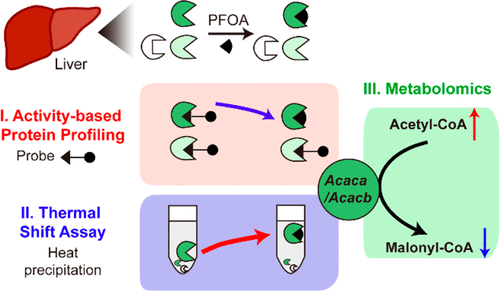 PFOA
Liver
I. Activity-based
Protein Profiling
Probe
II. Thermal
Shift Assay
Heat
precipitation
III. Metabolomics
Acetyl-CoA
Acaca
/Acacb
Malonyl-CoA